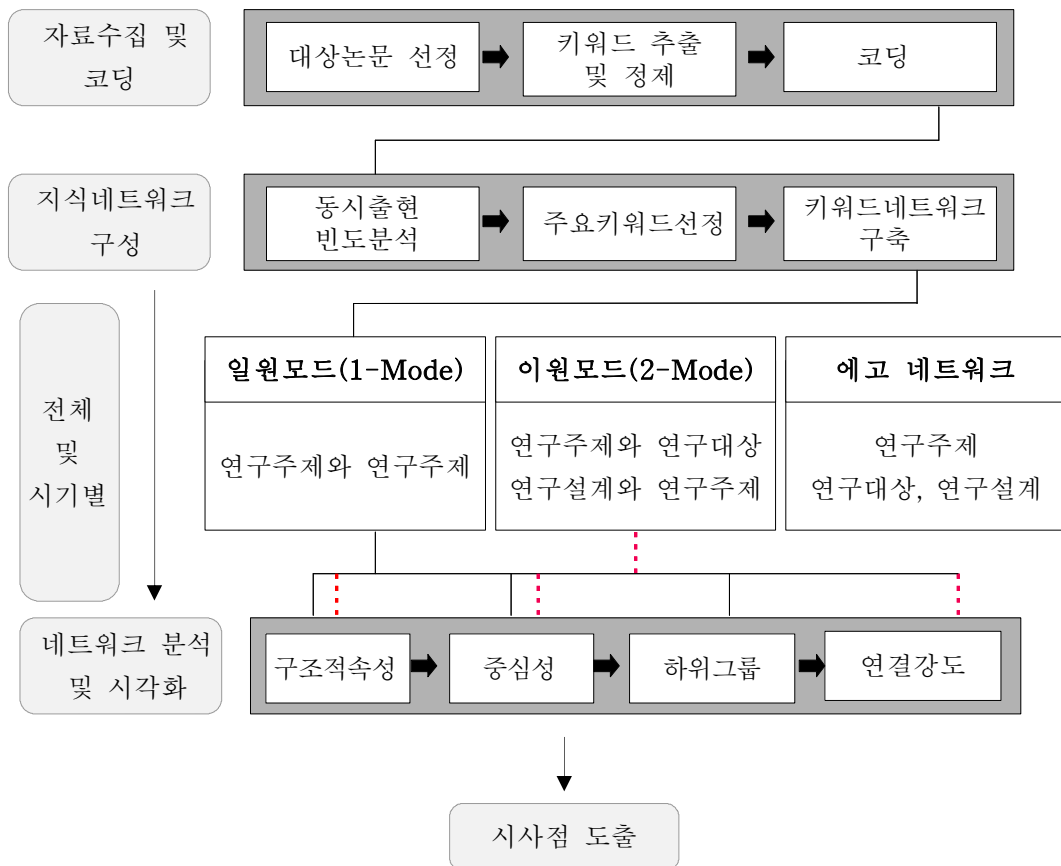 자료수집 및
코딩
대상논문 선정
키워드 추출
및 정제
코딩
지식네트워크
구성
동시출현
빈도분석
주요키워드선정
키워드네트워크
구축
전체
및
시기별
일원모드(1-Mode)
연구주제와 연구주제
이원모드(2-Mode)
연구주제와 연구대상
연구설계와 연구주제
에고 네트워크
연구주제
연구대상, 연구설계
네트워크 분석
및 시각화
구조적속성
중심성
하위그룹
연결강도
시사점 도출